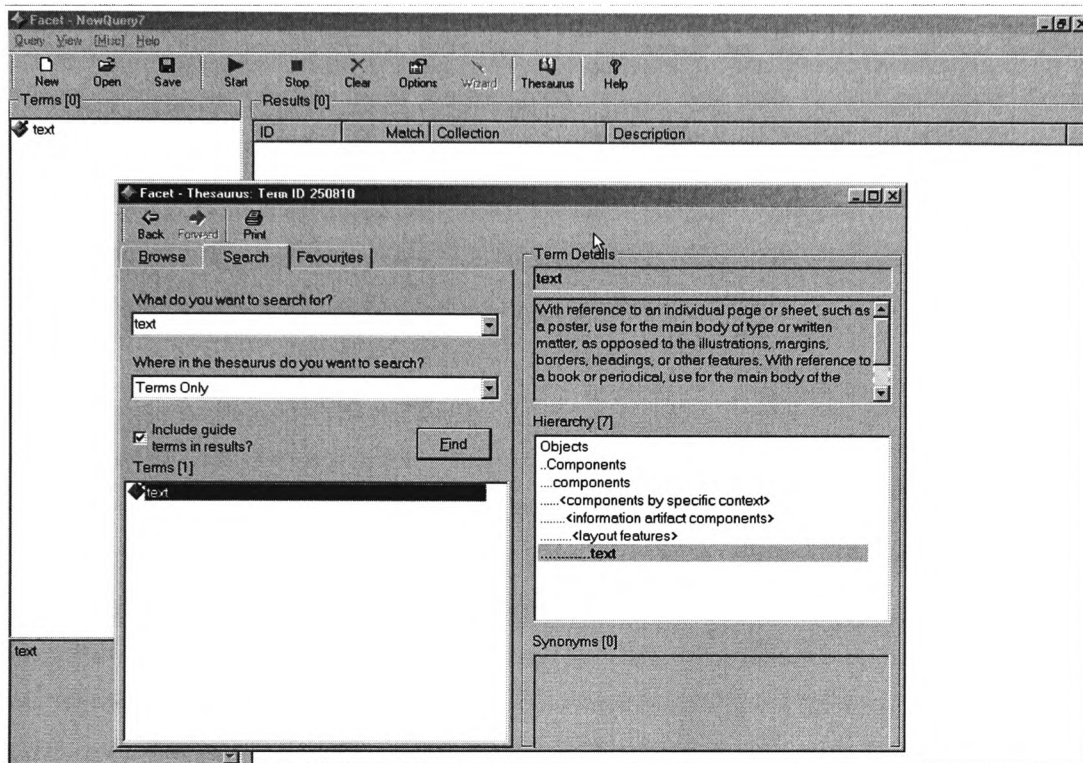 Facet - NewQuery7
Query View [Misc] Help
New Open Save Start Stop Clear Options Wizard Thesaurus Help
Terms [0]
Results [0]
text
ID Match Collection Description
Facet - Thesaurus: Term ID 250810
Back Forward Print
Browse Search Favourites
What do you want to search for?
text
Where in the thesaurus do you want to search?
Terms Only
Include guide
terms in results?
Find
Terms [1]
text
Term Details
text
With reference to an individual page or sheet, such as
a poster, use for the main body of type or written
matter, as opposed to the illustrations, margins,
borders, headings, or other features. With reference to
a book or periodical, use for the main body of the
Hierarchy [7]
Objects
..Components
....components
......<components by specific context>
........<information artifact components>
..........<layout features>
............text
Synonyms [0]
text